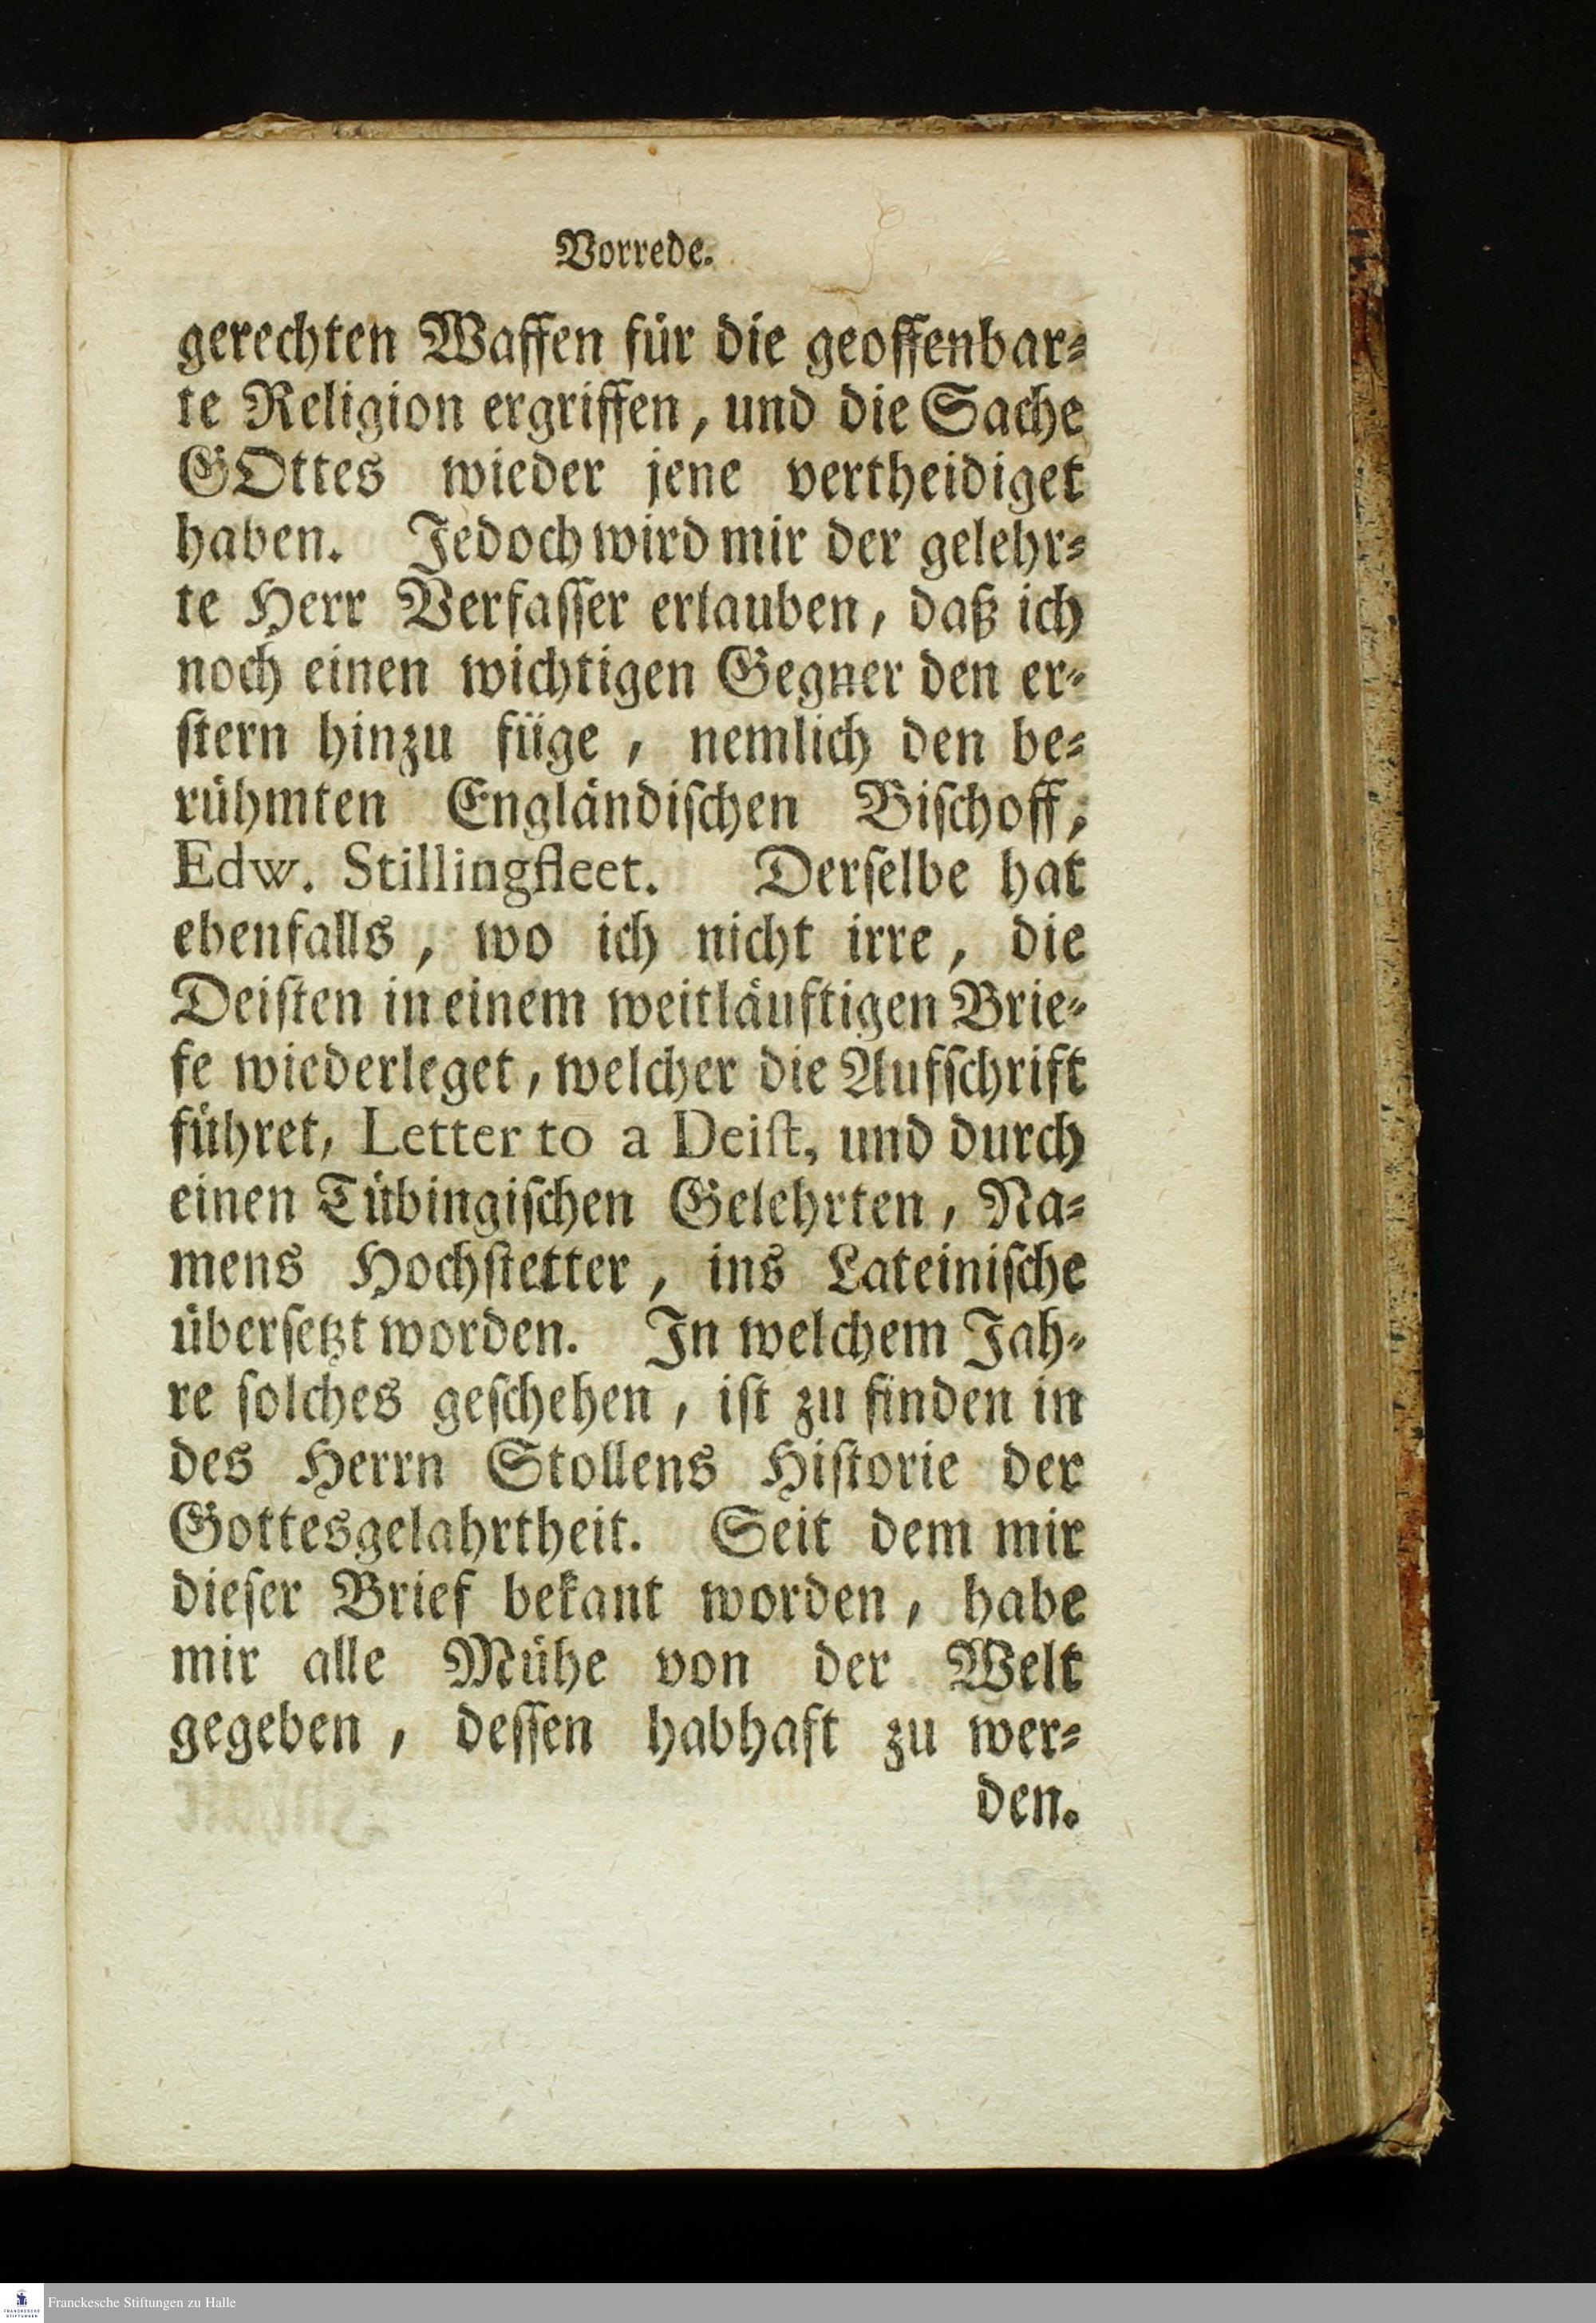 Vorrede.
gerechten Waffen für die geoffenbar-
te Religion ergriffen, und die Sache
GOttes wieder jene vertheidiget
haben. Jedoch wird mir der gelehr-
te Herr Verfasser erlauben, daß ich
noch einen wichtigen Gegner den er-
stern hinzu füge, nemlich den be-
rühmten Engländischen Bischoff,
Edw. Stillingfleet. Derselbe hat
ebenfalls, wo ich nicht irre, die
Deisten in einem weitläuftigen Brie-
fe wiederleget, welcher die Aufschrift
führet, Letter to a Deist, und durch
einen Tübingischen Gelehrten, Na-
mens Hochstetter, ins Lateinische
übersetzt worden. In welchem Jah-
re solches geschehen, ist zu finden in
des Herrn Stollens Historie der
Gottesgelahrtheit. Seit dem mir
dieser Brief bekant worden, habe
mir alle Mühe von der Welt
gegeben, dessen habhaft zu wer-
den.
FRANCKESCHE STIFTUNGEN
Franckesche Stiftungen zu Halle